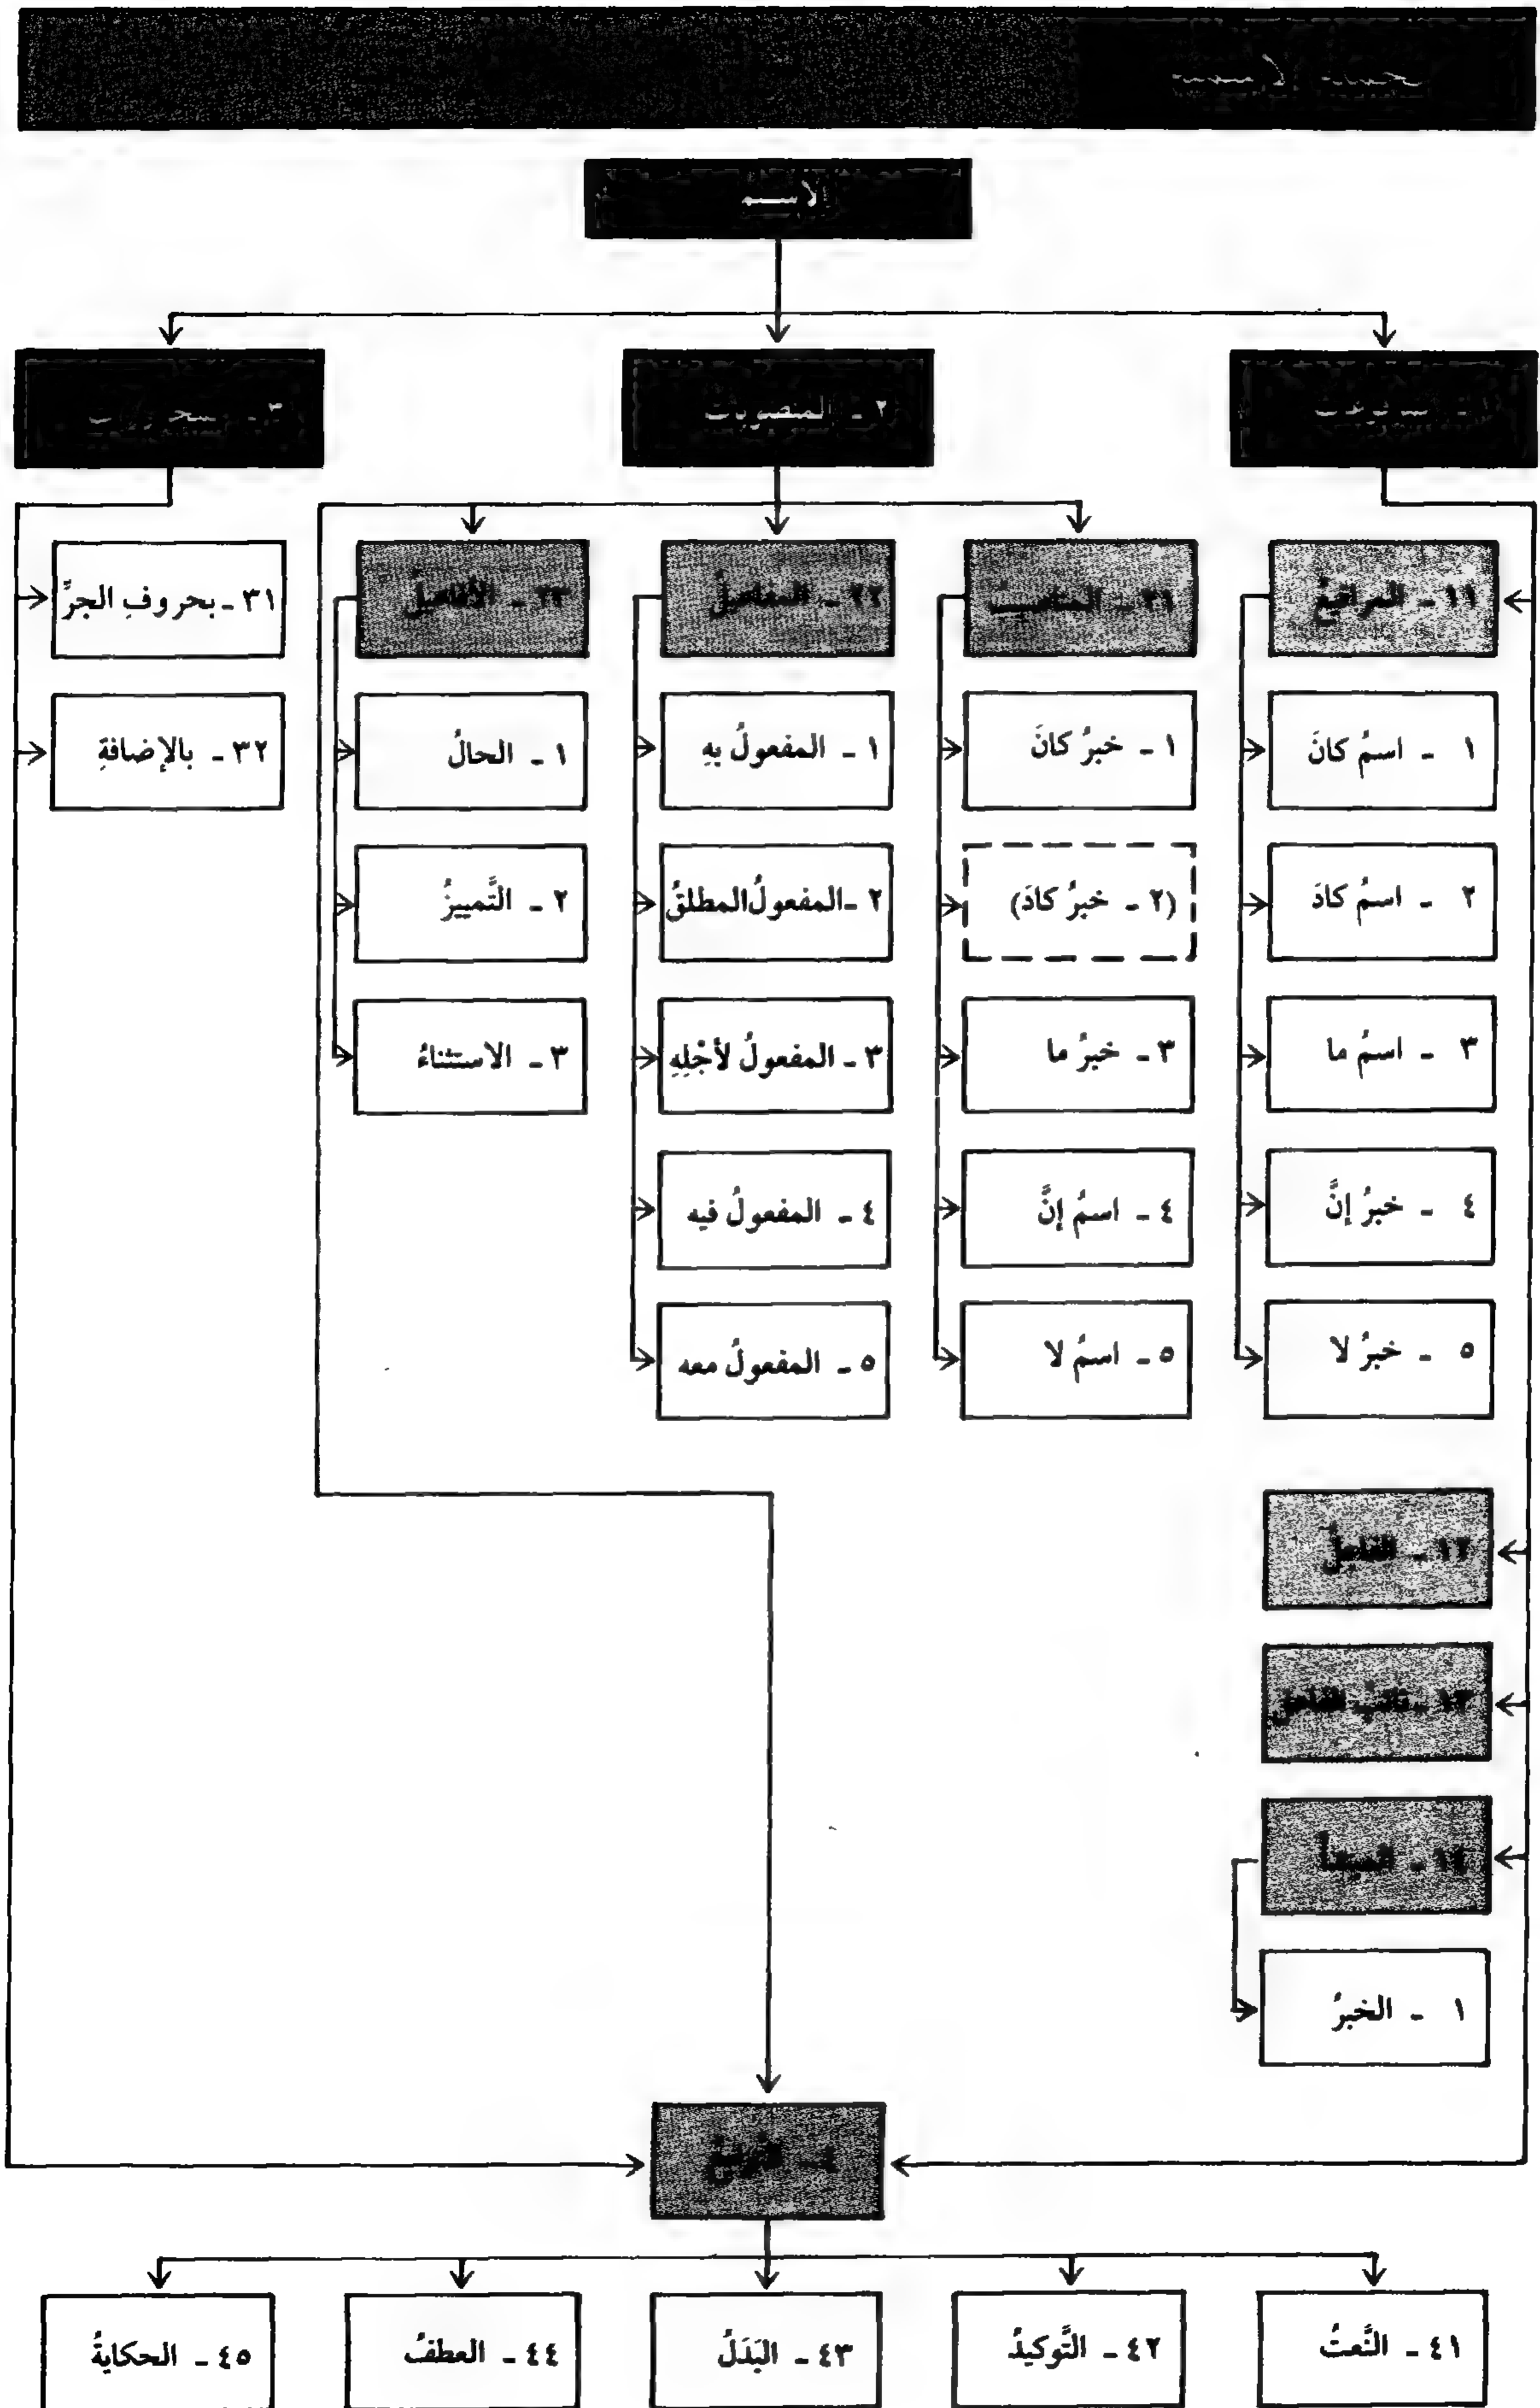 الاسم
٢ - المنصوبات
١١ - المرافيعُ
١ - اسمُ كانَ
٢ - اسمُ كادَ
٣ - اسمُ ما
٤ - خبرُ إنَّ
٥ - خبرُ لا
١٢ - الفاعلُ
١٣ - نائبُ الفاعلِ
١٤ - المبتدأ
١ - الخبرُ
٢١ - المناصيبُ
١ - خبرُ كانَ
(٢ - خبرُ كادَ)
٣ - خبرُ ما
٤ - اسمُ إنَّ
٥ - اسمُ لا
٢٢ - المفاعيلُ
١ - المفعولُ بهِ
٢ - المفعولُ المطلقُ
٣ - المفعولُ لأجْلِهِ
٤ - المفعولُ فيه
٥ - المفعولُ معه
٢٣ - الأفاعيلُ
١ - الحالُ
٢ - التَّمييزُ
٣ - الاستثناءُ
٣١ - بحروفِ الجرِّ
٣٢ - بالإضافةِ
٤١ - النَّعتُ
٤٢ - التَّوكيدُ
٤٣ - البَدَلُ
٤٤ - العطفُ
٤٥ - الحكايةُ